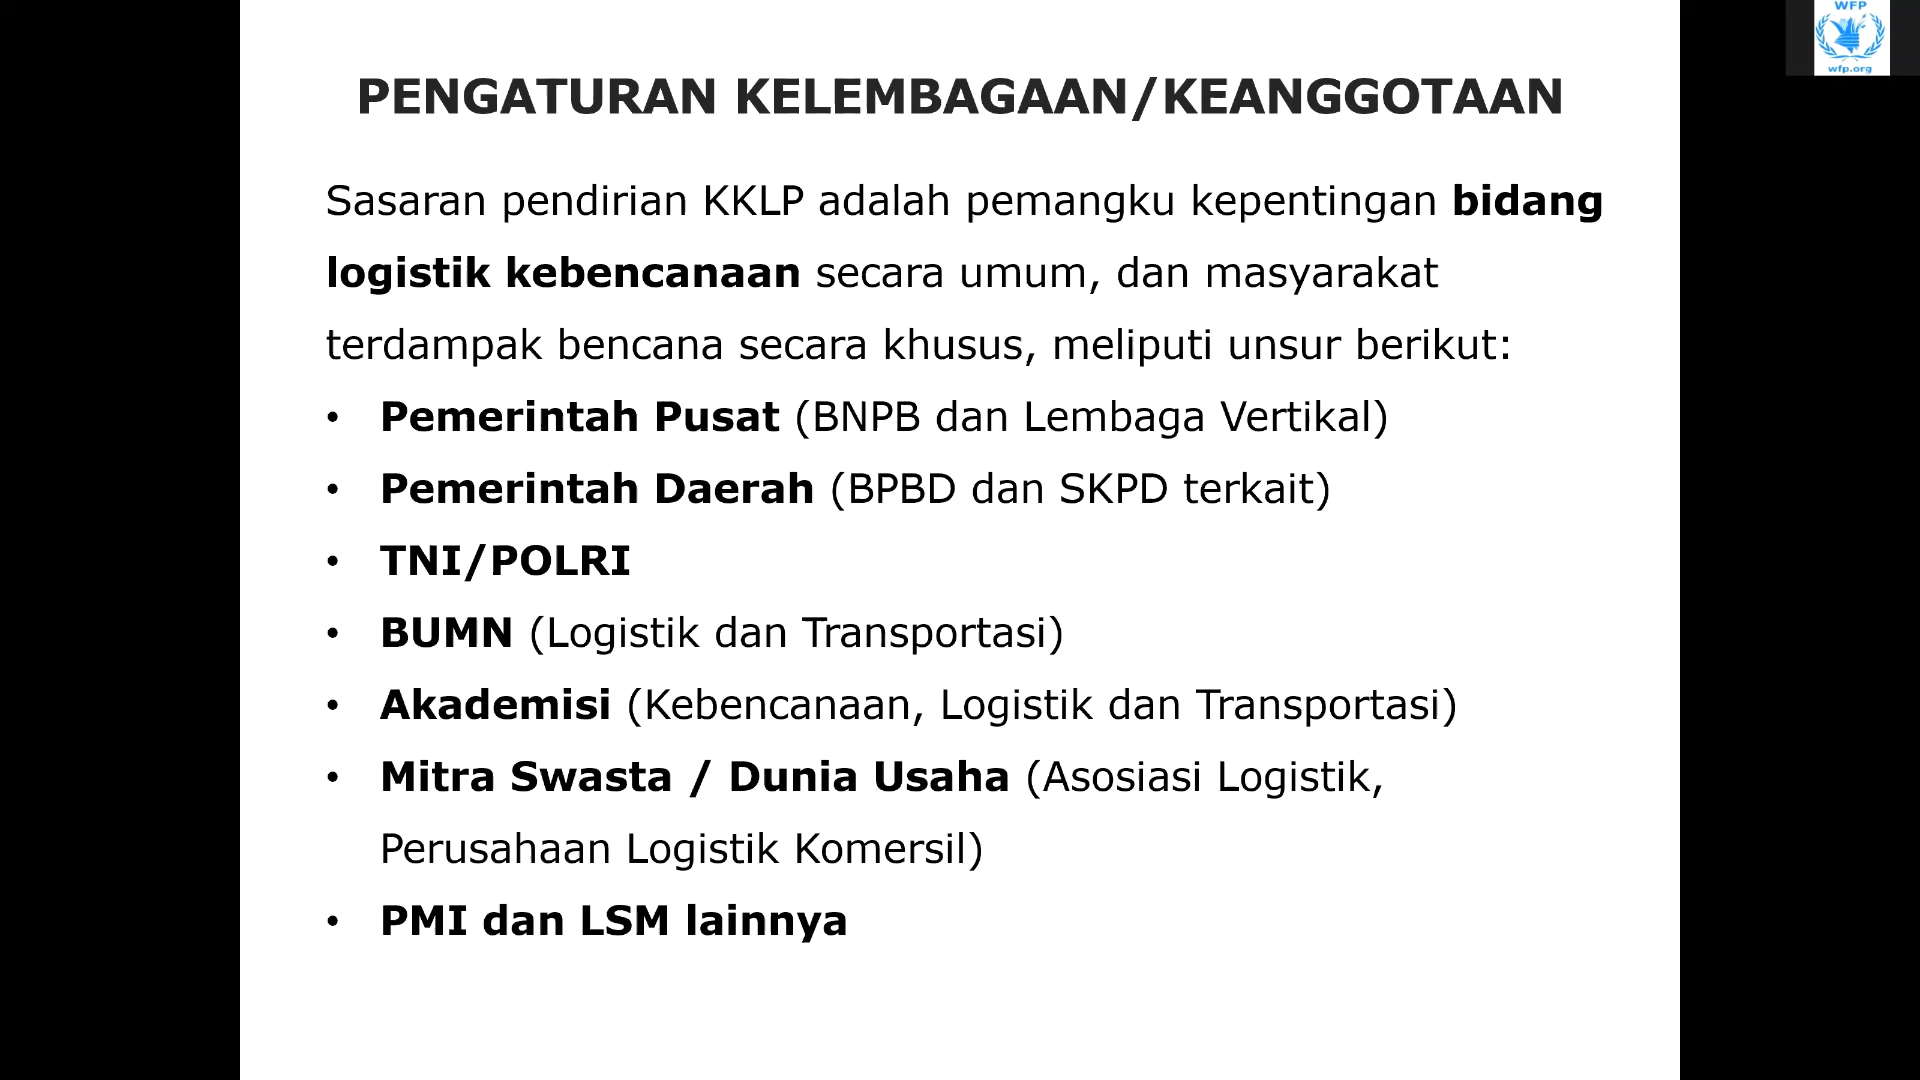 WFP
wfp.org
PENGATURAN KELEMBAGAAN/KEANGGOTAAN
Sasaran pendirian KKLP adalah pemangku kepentingan bidang
logistik kebencanaan secara umum, dan masyarakat
terdampak bencana secara khusus, meliputi unsur berikut:
• Pemerintah Pusat (BNPB dan Lembaga Vertikal)
• Pemerintah Daerah (BPBD dan SKPD terkait)
• TNI/POLRI
• BUMN (Logistik dan Transportasi)
• Akademisi (Kebencanaan, Logistik dan Transportasi)
• Mitra Swasta / Dunia Usaha (Asosiasi Logistik,
Perusahaan Logistik Komersil)
• PMI dan LSM lainnya